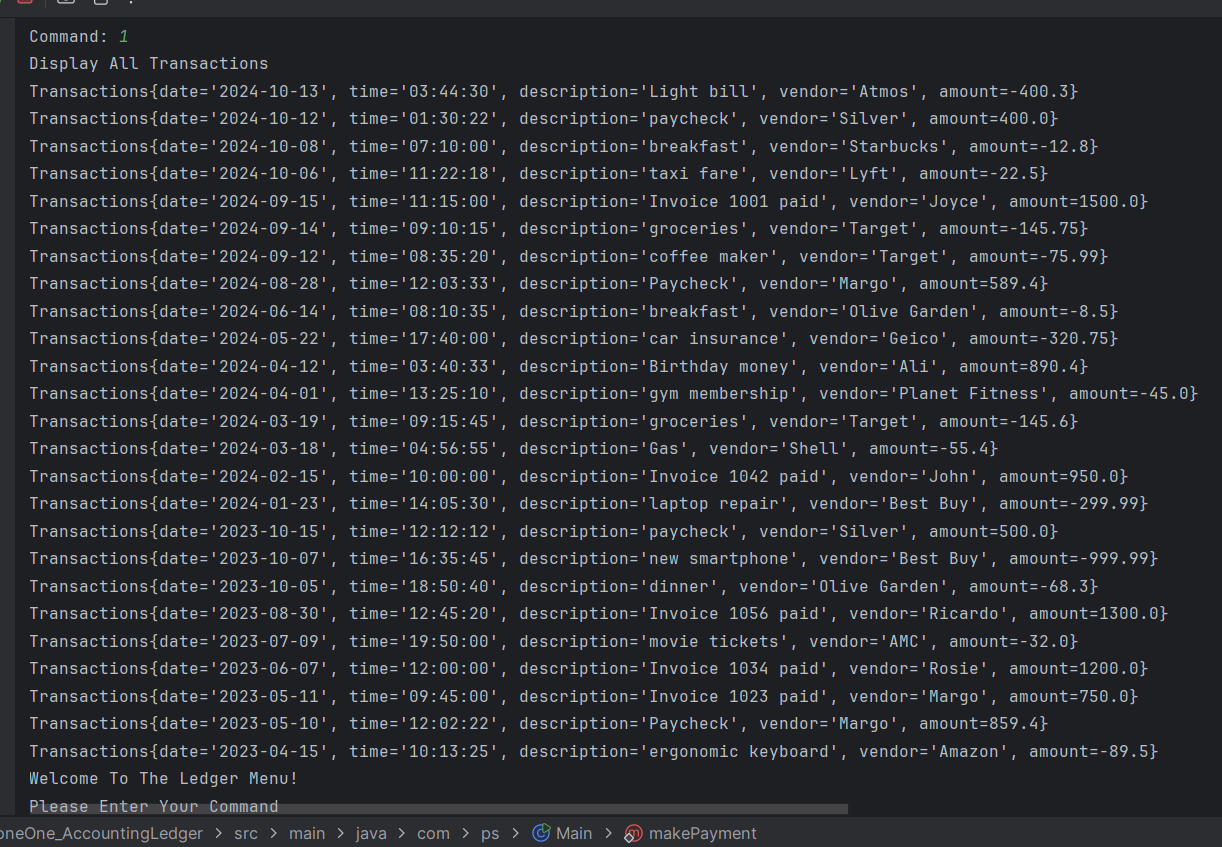 Command: 1
Display All Transactions
Transactions{date='2024-10-13', time='03:44:30', description='Light bill', vendor='Atmos', amount=-400.3}
Transactions{date='2024-10-12', time='01:30:22', description='paycheck', vendor='Silver', amount=400.0}
Transactions{date='2024-10-08', time='07:10:00', description='breakfast', vendor='Starbucks', amount=-12.8}
Transactions{date='2024-10-06', time='11:22:18', description='taxi fare', vendor='Lyft', amount=-22.5}
Transactions{date='2024-09-15', time='11:15:00', description='Invoice 1001 paid', vendor='Joyce', amount=1500.0}
Transactions{date='2024-09-14', time='09:10:15', description='groceries', vendor='Target', amount=-145.75}
Transactions{date='2024-09-12', time='08:35:20', description='coffee maker', vendor='Target', amount=-75.99}
Transactions{date='2024-08-28', time='12:03:33', description='Paycheck', vendor='Margo', amount=589.4}
Transactions{date='2024-06-14', time='08:10:35', description='breakfast', vendor='Olive Garden', amount=-8.5}
Transactions{date='2024-05-22', time='17:40:00', description='car insurance', vendor='Geico', amount=-320.75}
Transactions{date='2024-04-12', time='03:40:33', description='Birthday money', vendor='Ali', amount=890.4}
Transactions{date='2024-04-01', time='13:25:10', description='gym membership', vendor='Planet Fitness', amount=-45.0}
Transactions{date='2024-03-19', time='09:15:45', description='groceries', vendor='Target', amount=-145.6}
Transactions{date='2024-03-18', time='04:56:55', description='Gas', vendor='Shell', amount=-55.4}
Transactions{date='2024-02-15', time='10:00:00', description='Invoice 1042 paid', vendor='John', amount=950.0}
Transactions{date='2024-01-23', time='14:05:30', description='laptop repair', vendor='Best Buy', amount=-299.99}
Transactions{date='2023-10-15', time='12:12:12', description='paycheck', vendor='Silver', amount=500.0}
Transactions{date='2023-10-07', time='16:35:45', description='new smartphone', vendor='Best Buy', amount=-999.99}
Transactions{date='2023-10-05', time='18:50:40', description='dinner', vendor='Olive Garden', amount=-68.3}
Transactions{date='2023-08-30', time='12:45:20', description='Invoice 1056 paid', vendor='Ricardo', amount=1300.0}
Transactions{date='2023-07-09', time='19:50:00', description='movie tickets', vendor='AMC', amount=-32.0}
Transactions{date='2023-06-07', time='12:00:00', description='Invoice 1034 paid', vendor='Rosie', amount=1200.0}
Transactions{date='2023-05-11', time='09:45:00', description='Invoice 1023 paid', vendor='Margo', amount=750.0}
Transactions{date='2023-05-10', time='12:02:22', description='Paycheck', vendor='Margo', amount=859.4}
Transactions{date='2023-04-15', time='10:13:25', description='ergonomic keyboard', vendor='Amazon', amount=-89.5}
Welcome To The Ledger Menu!
Please Enter Your Command
oneOne_AccountingLedger > src > main > java > com > ps > Main > makePayment